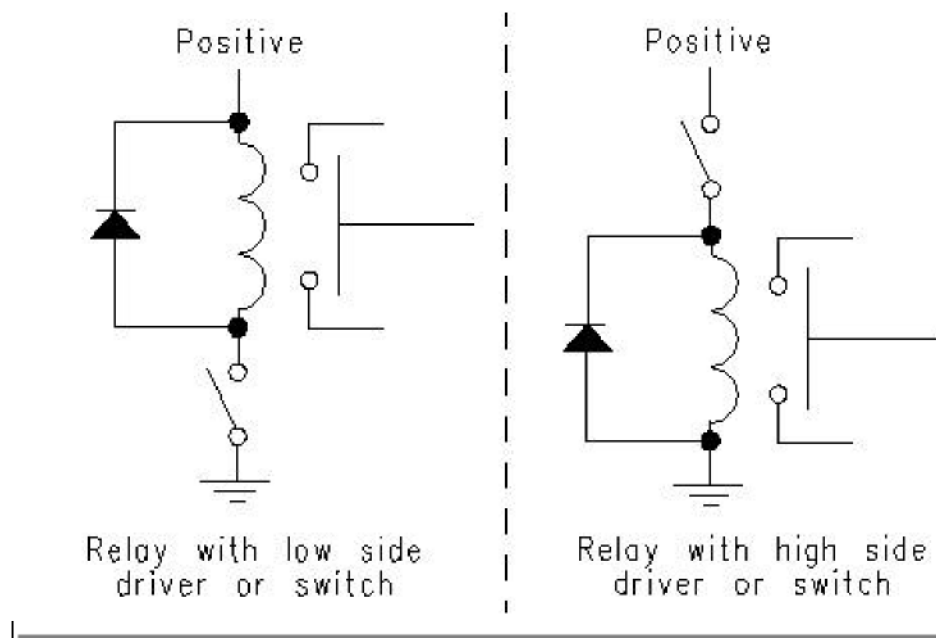 Positive
Relay with low side
driver or switch
Positive
Relay with high side
driver or switch